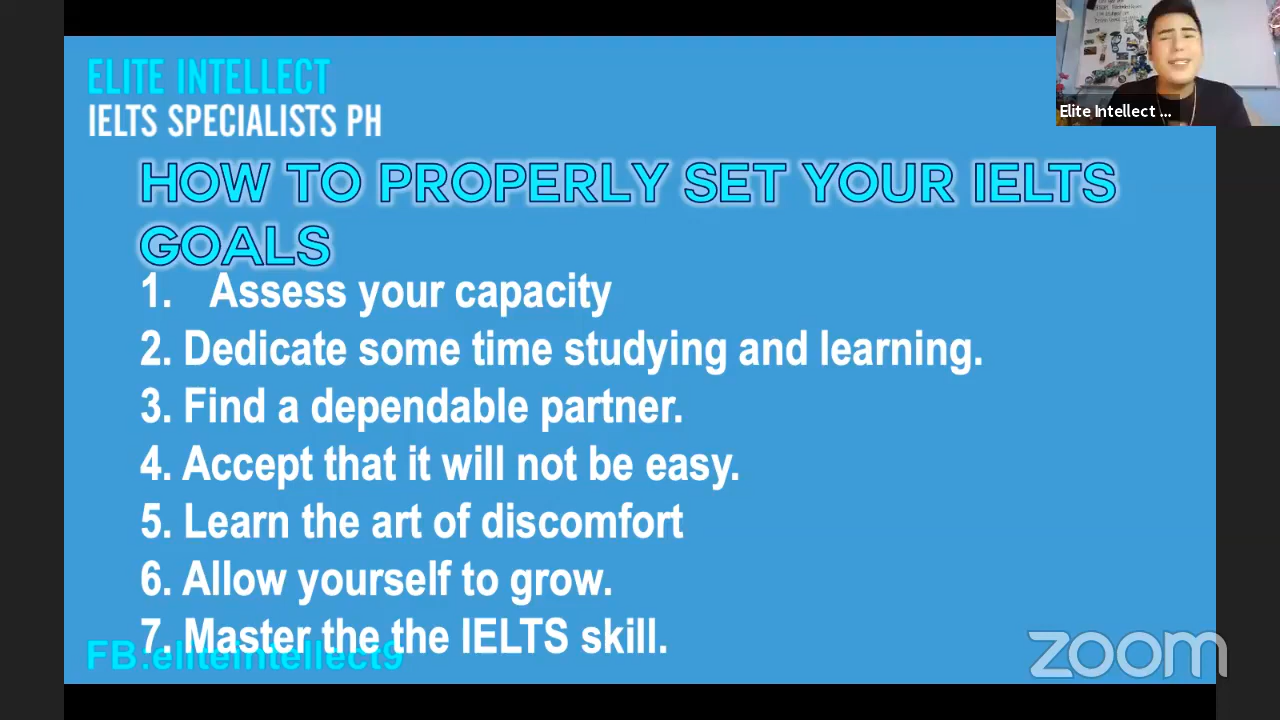 ELITE INTELLECT
IELTS SPECIALISTS PH
Elite Intellect ...
HOW TO PROPERLY SET YOUR IELTS
GOALS
1. Assess your capacity
2. Dedicate some time studying and learning.
3. Find a dependable partner.
4. Accept that it will not be easy.
5. Learn the art of discomfort
6. Allow yourself to grow.
7. Master the the IELTS skill.
FB:eliteintellect9
zoom